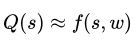 Q(s) ≈ f(s, w)